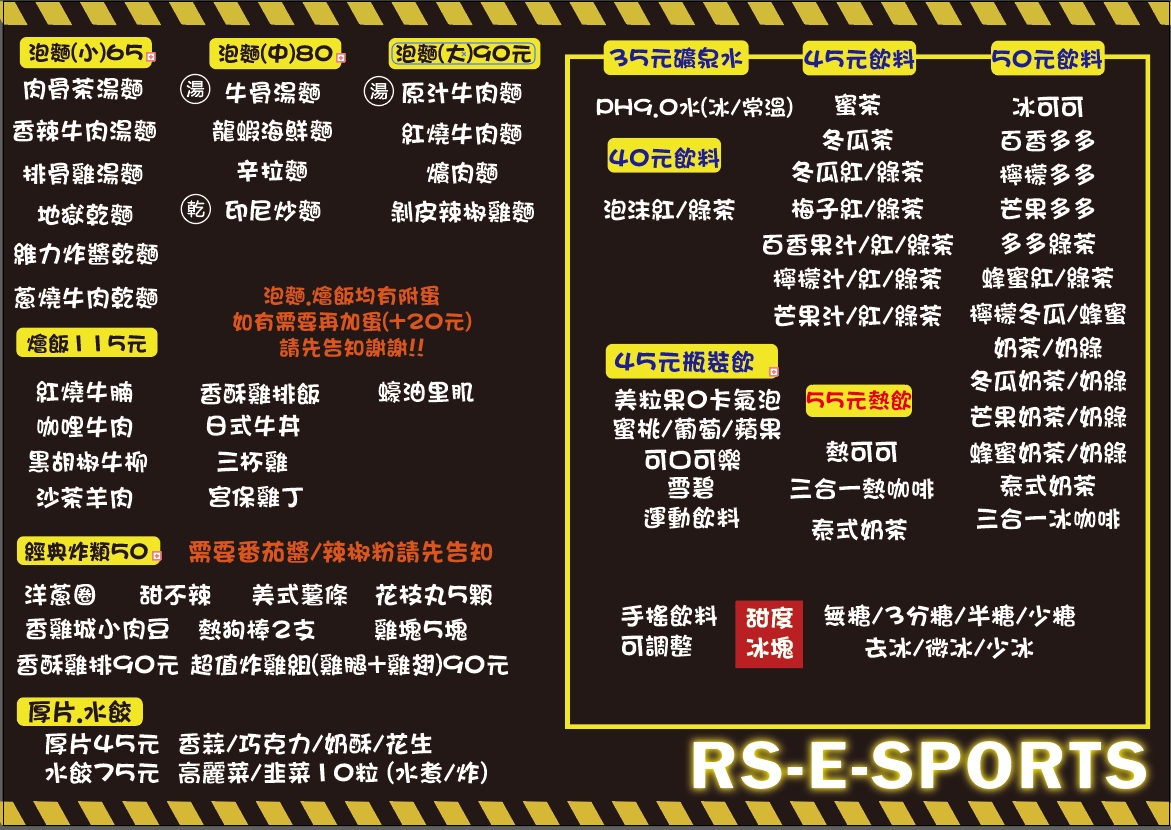 泡麵(小)65
肉骨茶湯麵
香辣牛肉湯麵
排骨雞湯麵
地獄乾麵
維力炸醬乾麵
蔥燒牛肉乾麵
泡麵(中)80
湯 牛骨湯麵
龍蝦海鮮麵
辛拉麵
乾 印尼炒麵
泡麵(大)90元
湯 原汁牛肉麵
紅燒牛肉麵
爌肉麵
剝皮辣椒雞麵
泡麵.燴飯均有附蛋
如有需要再加蛋(+20元)
請先告知謝謝!!
燴飯115元
紅燒牛腩 香酥雞排飯 蠔油里肌
咖哩牛肉 日式牛丼
黑胡椒牛柳 三杯雞
沙茶羊肉 宮保雞丁
經典炸類50 需要番茄醬/辣椒粉請先告知
洋蔥圈 甜不辣 美式薯條 花枝丸5顆
香雞城小肉豆 熱狗棒2支 雞塊5塊
香酥雞排90元 超值炸雞組(雞腿+雞翅)90元
厚片.水餃
厚片45元 香蒜/巧克力/奶酥/花生
水餃75元 高麗菜/韭菜10粒 (水煮/炸)
35元礦泉水
PH9.0水(冰/常溫)
40元飲料
泡沫紅/綠茶
45元飲料
蜜茶
冬瓜茶
冬瓜紅/綠茶
梅子紅/綠茶
百香果汁/紅/綠茶
檸檬汁/紅/綠茶
芒果汁/紅/綠茶
50元飲料
冰可可
百香多多
檸檬多多
芒果多多
多多綠茶
蜂蜜紅/綠茶
檸檬冬瓜/蜂蜜
奶茶/奶綠
冬瓜奶茶/奶綠
芒果奶茶/奶綠
蜂蜜奶茶/奶綠
泰式奶茶
三合一冰咖啡
45元瓶裝飲
美粒果0卡氣泡
蜜桃/葡萄/蘋果
可口可樂
雪碧
運動飲料
55元熱飲
熱可可
三合一熱咖啡
泰式奶茶
手搖飲料 甜度 無糖/3分糖/半糖/少糖
可調整 冰塊 去冰/微冰/少冰
RS-E-SPORTS